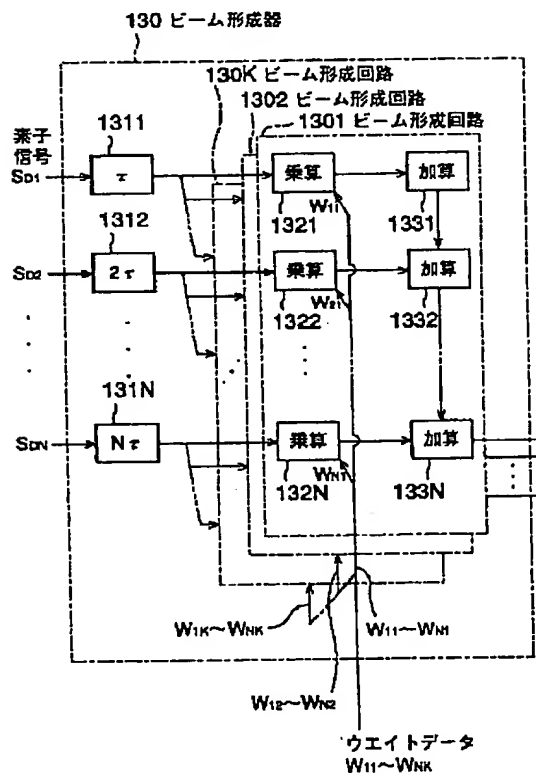 130 ビーム形成器
130K ビーム形成回路
1302 ビーム形成回路
1301 ビーム形成回路
素子
信号
SD1
1311
τ
乗算
1321
W11
加算
1331
SD2
1312
2τ
乗算
1322
W21
加算
1332
SDN
131N
Nτ
乗算
132N
WN1
加算
133N
W1K～WNK
W11～WN1
W12～WN2
ウエイトデータ
W11～WNK